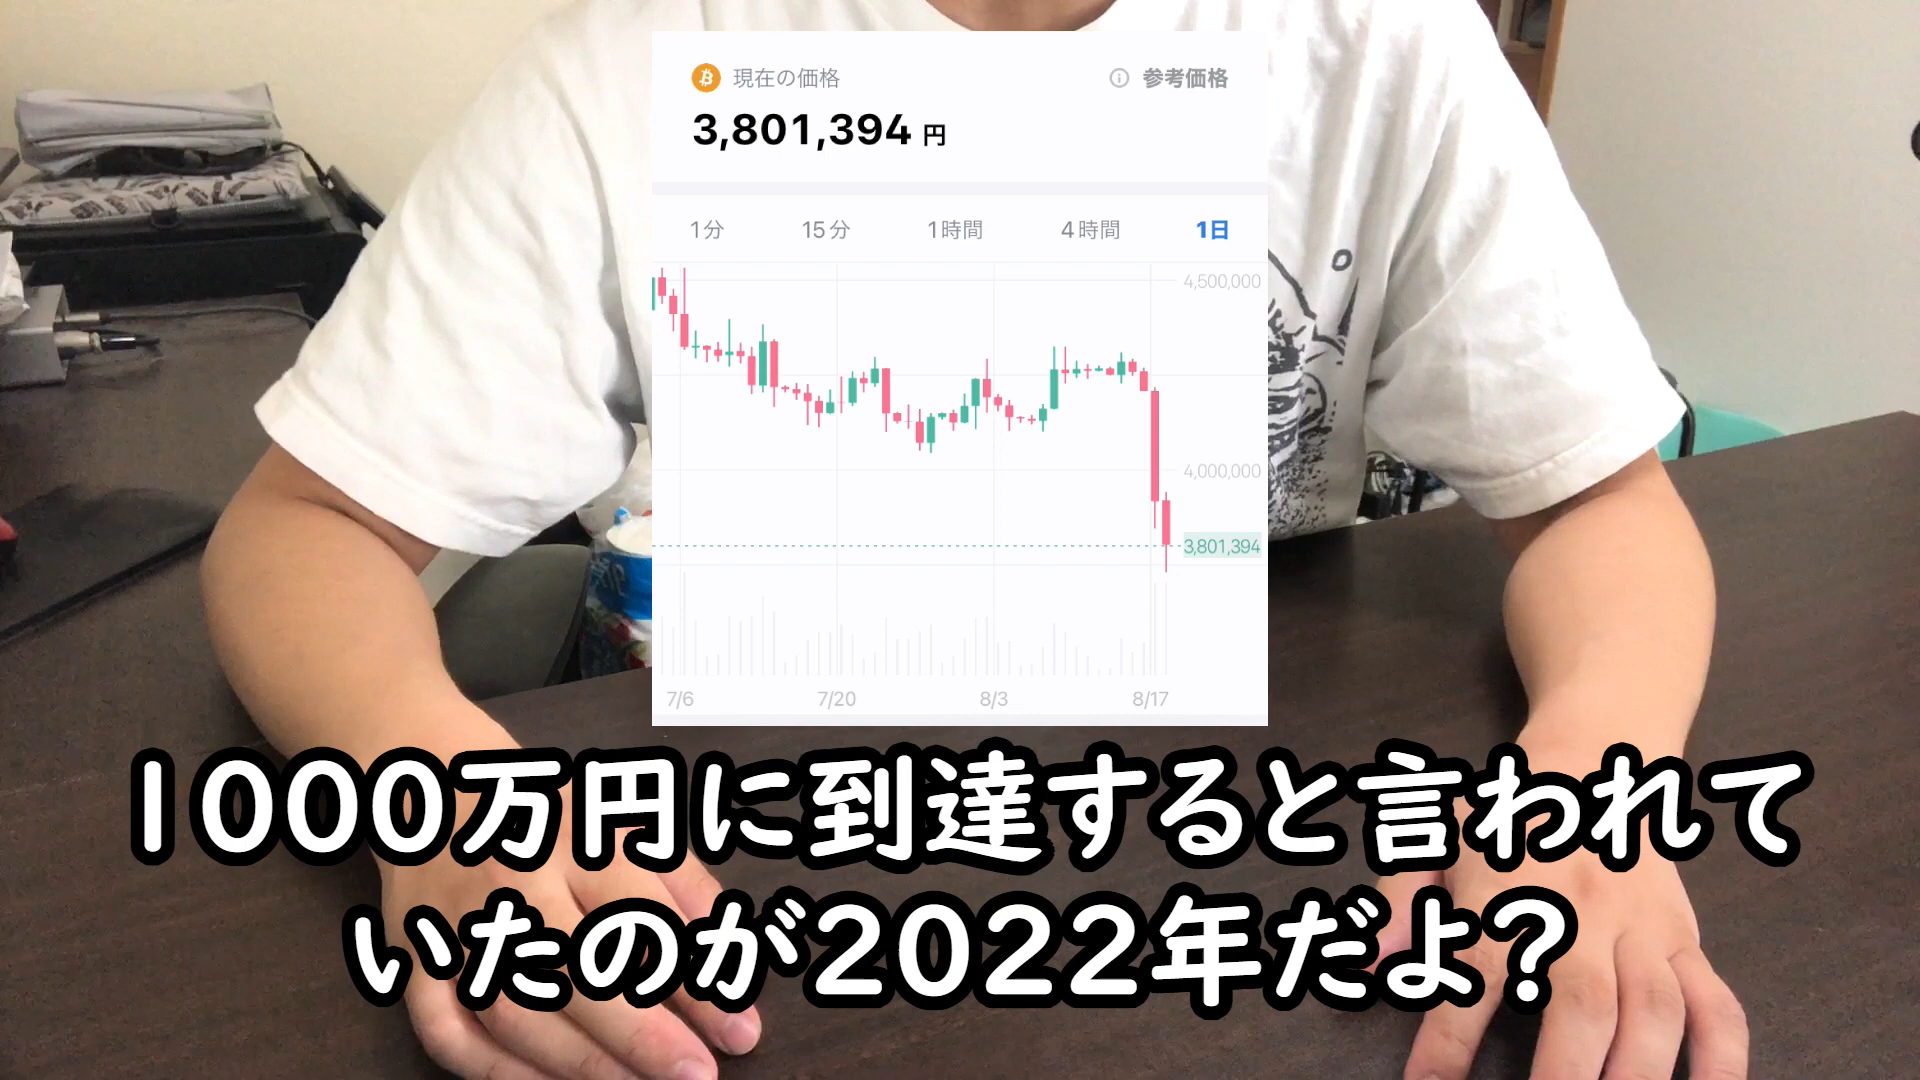 現在の価格
参考価格
3,801,394 円
1分 15分 1時間 4時間 1日
4,500,000
4,000,000
3,801,394
7/6 7/20 8/3 8/17
1000万円に到達すると言われて
いたのが2022年だよ？